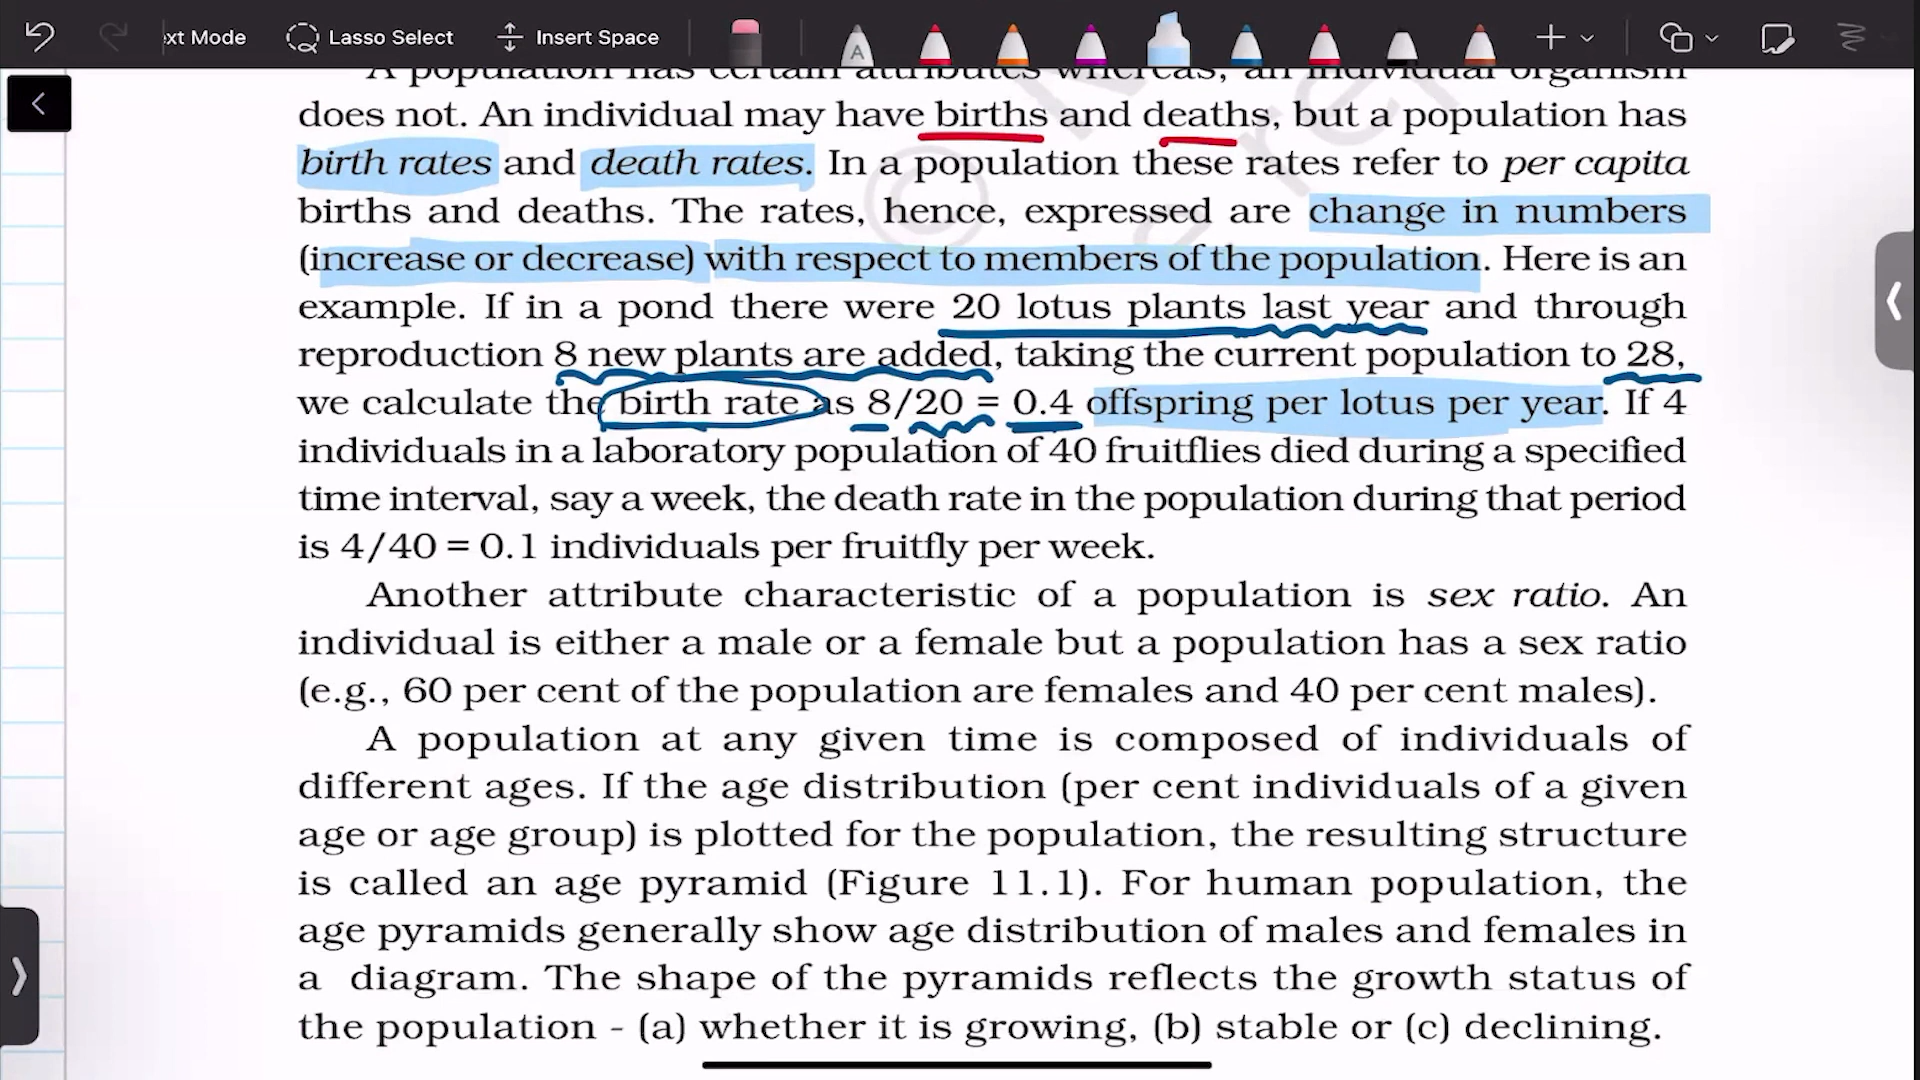 xt Mode
Lasso Select
Insert Space
A
A population has certain attributes whereas, an individual organism
does not. An individual may have births and deaths, but a population has
birth rates and death rates. In a population these rates refer to per capita
births and deaths. The rates, hence, expressed are change in numbers
(increase or decrease) with respect to members of the population. Here is an
example. If in a pond there were 20 lotus plants last year and through
reproduction 8 new plants are added, taking the current population to 28,
we calculate the birth rate as 8/20 = 0.4 offspring per lotus per year. If 4
individuals in a laboratory population of 40 fruitflies died during a specified
time interval, say a week, the death rate in the population during that period
is 4/40 = 0.1 individuals per fruitfly per week.
Another attribute characteristic of a population is sex ratio. An
individual is either a male or a female but a population has a sex ratio
(e.g., 60 per cent of the population are females and 40 per cent males).
A population at any given time is composed of individuals of
different ages. If the age distribution (per cent individuals of a given
age or age group) is plotted for the population, the resulting structure
is called an age pyramid (Figure 11.1). For human population, the
age pyramids generally show age distribution of males and females in
a diagram. The shape of the pyramids reflects the growth status of
the population - (a) whether it is growing, (b) stable or (c) declining.